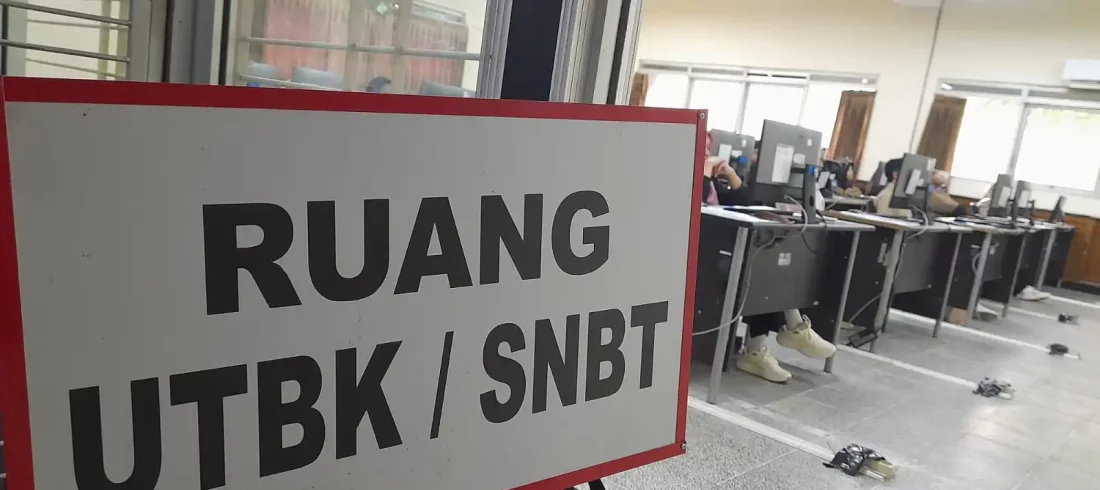 RUANG
UTBK / SNBT